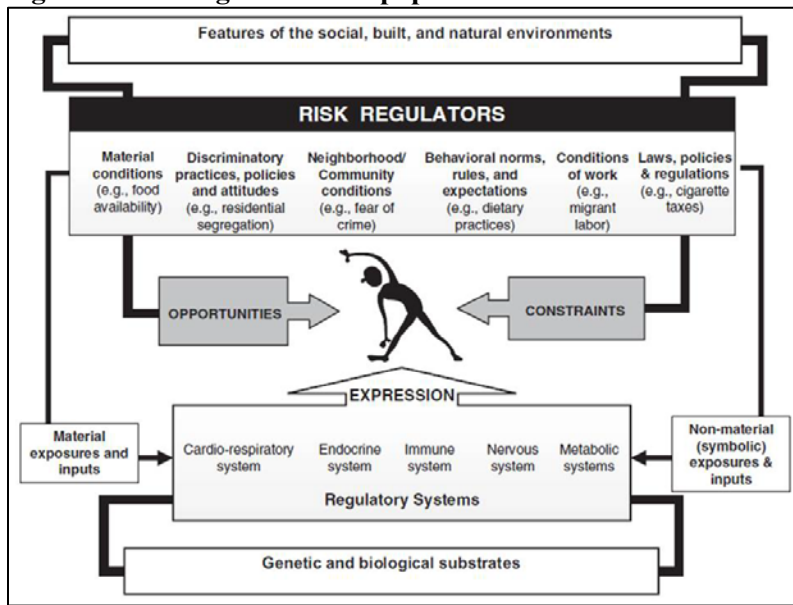 Features of the social, built, and natural environments
RISK REGULATORS
Material
conditions
(e.g., food
availability)
Discriminatory
practices, policies
and attitudes
(e.g., residential
segregation)
Neighborhood/
Community
conditions
(e.g., fear of
crime)
Behavioral norms,
rules, and
expectations
(e.g., dietary
practices)
Conditions
of work
(e.g.,
migrant
labor)
Laws, policies
& regulations
(e.g., cigarette
taxes)
OPPORTUNITIES
CONSTRAINTS
EXPRESSION
Material
exposures and
inputs
Cardio-respiratory
system
Endocrine
system
Immune
system
Nervous
system
Metabolic
systems
Regulatory Systems
Non-material
(symbolic)
exposures &
inputs
Genetic and biological substrates